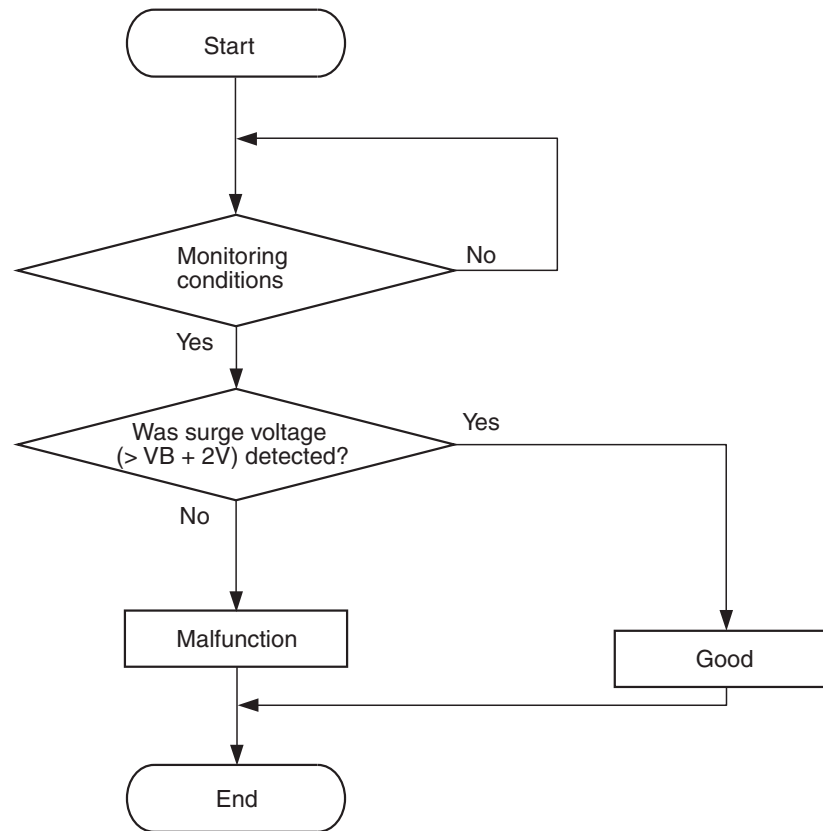 Start
Monitoring
conditions
No
Yes
Was surge voltage
(> VB + 2V) detected?
Yes
No
Malfunction
Good
End